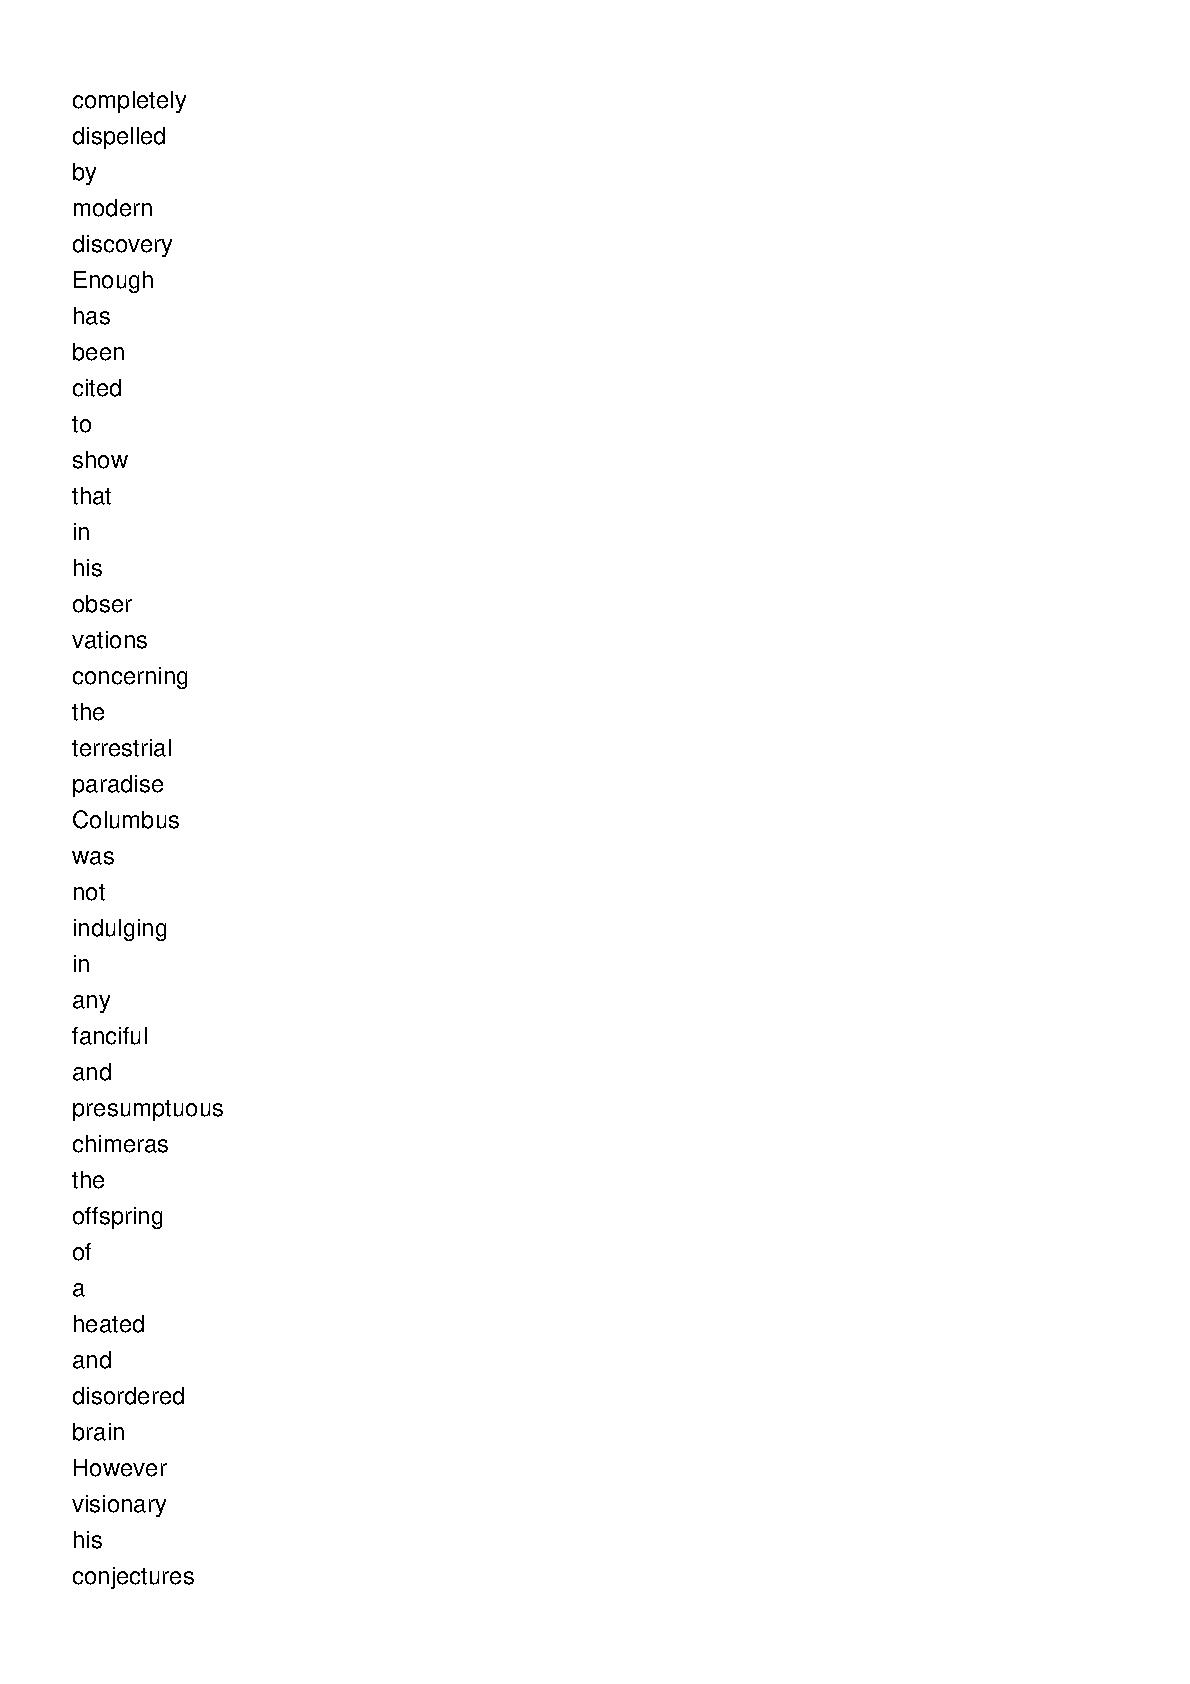 completely
dispelled
by
modern
discovery
Enough
has
been
cited
to
show
that
in
his
obser
vations
concerning
the
terrestrial
paradise
Columbus
was
not
indulging
in
any
fanciful
and
presumptuous
chimeras
the
offspring
of
a
heated
and
disordered
brain
However
visionary
his
conjectures